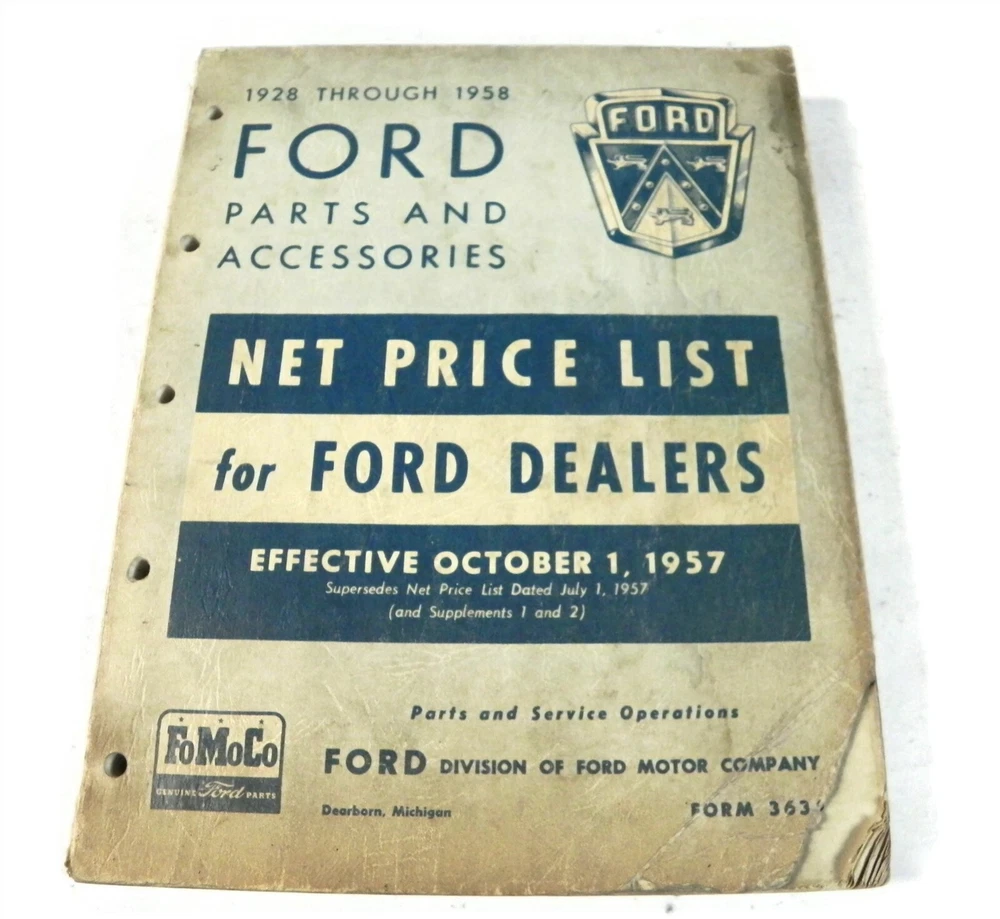 1928 THROUGH 1958
FORD
PARTS AND
ACCESSORIES
FORD
NET PRICE LIST
for FORD DEALERS
EFFECTIVE OCTOBER 1, 1957
Supersedes Net Price List Dated July 1, 1957
(and Supplements 1 and 2)
Parts and Service Operations
FORD DIVISION OF FORD MOTOR COMPANY
Dearborn, Michigan
FORM
FoMoCo
GENUINE Ford PARTS